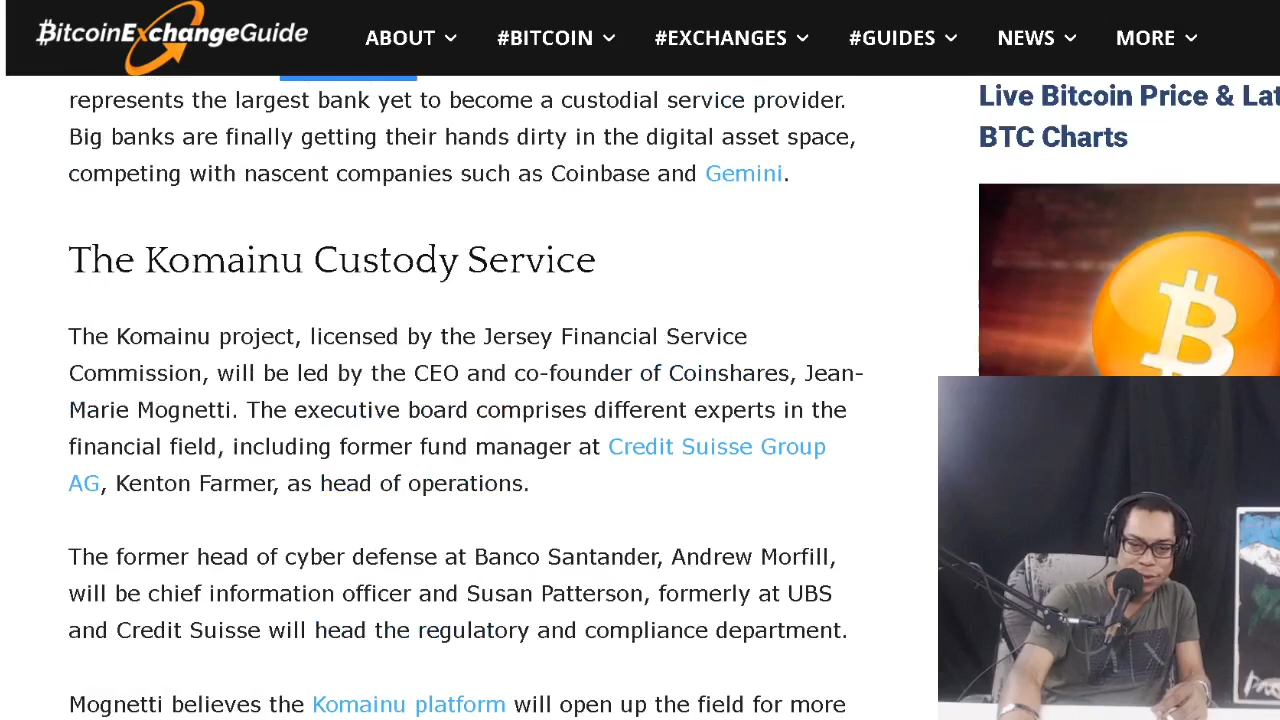 BitcoinExchangeGuide
ABOUT #BITCOIN #EXCHANGES #GUIDES NEWS MORE
represents the largest bank yet to become a custodial service provider.
Big banks are finally getting their hands dirty in the digital asset space,
competing with nascent companies such as Coinbase and Gemini.
The Komainu Custody Service
The Komainu project, licensed by the Jersey Financial Service
Commission, will be led by the CEO and co-founder of Coinshares, Jean-
Marie Mognetti. The executive board comprises different experts in the
financial field, including former fund manager at Credit Suisse Group
AG, Kenton Farmer, as head of operations.
The former head of cyber defense at Banco Santander, Andrew Morfill,
will be chief information officer and Susan Patterson, formerly at UBS
and Credit Suisse will head the regulatory and compliance department.
Mognetti believes the Komainu platform will open up the field for more
Live Bitcoin Price & Lat
BTC Charts